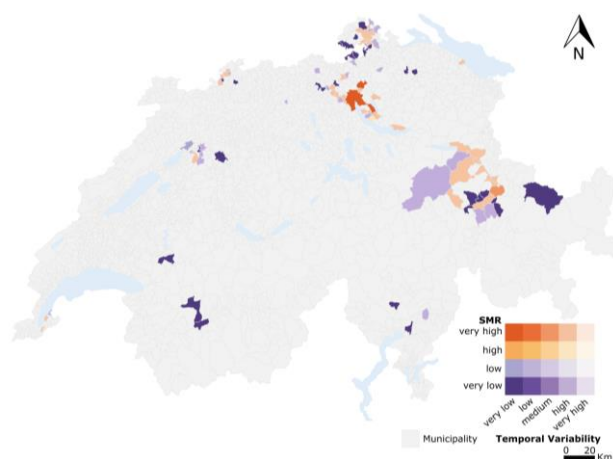 N
SMR
very high
high
low
very low
very low
low
medium
high
very high
Municipality
Temporal Variability
0 20
Km